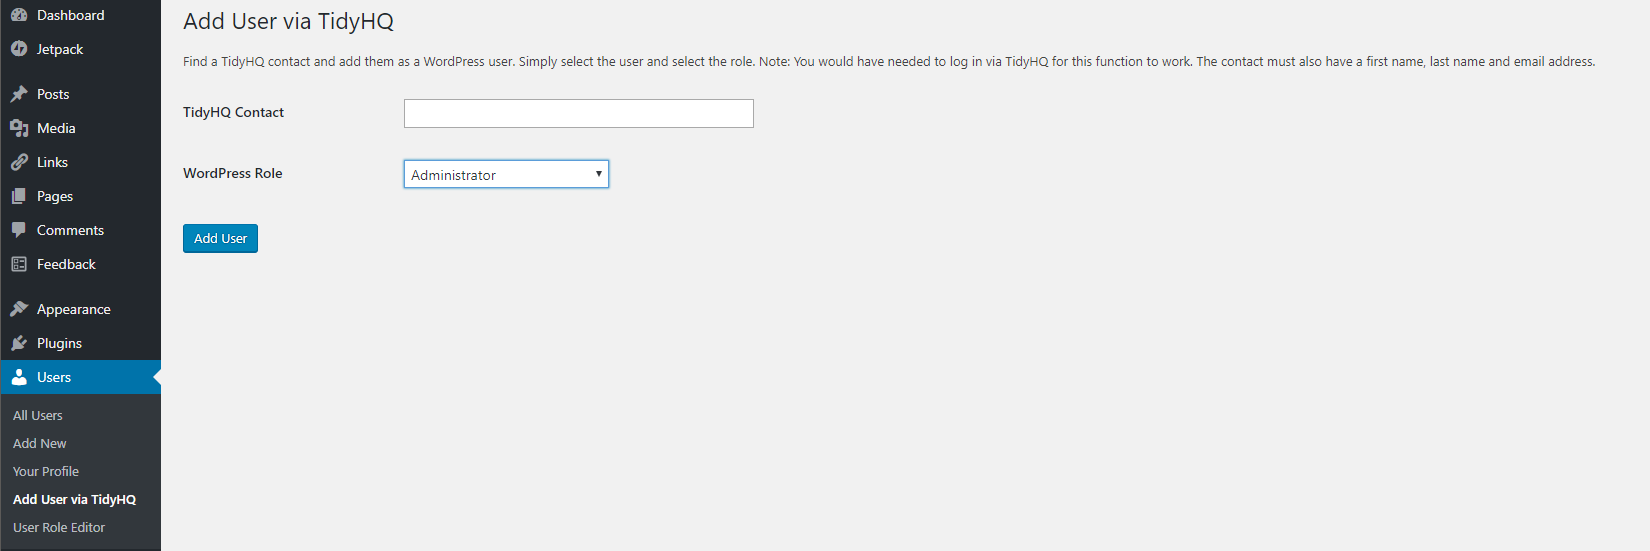 Dashboard
Jetpack
Posts
Media
Links
Pages
Comments
Feedback
Appearance
Plugins
Users
All Users
Add New
Your Profile
Add User via TidyHQ
User Role Editor
Add User via TidyHQ
Find a TidyHQ contact and add them as a WordPress user. Simply select the user and select the role. Note: You would have needed to log in via TidyHQ for this function to work. The contact must also have a first name, last name and email address.
TidyHQ Contact
WordPress Role
Administrator
Add User